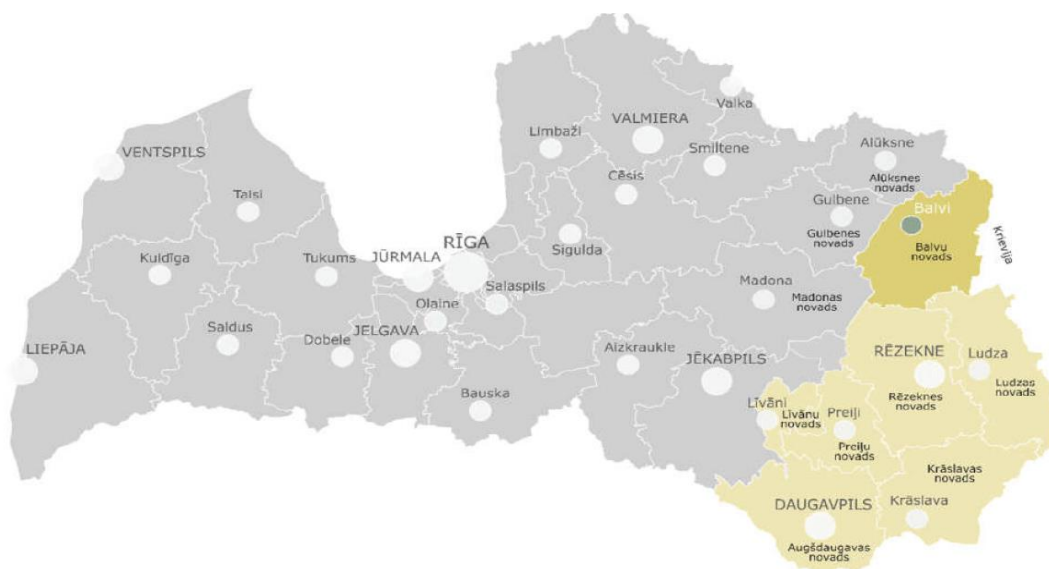 Valka
VALMIERA
Limbaži
Smiltene
Alūksne
Alūksnes
novads
VENTSPILS
Talsi
Cēsis
Gulbene
Gulbenes
novads
Balvi
Balvu
novads
Krievija
Sigulda
RĪGA
JŪRMALA
Kuldīga
Tukums
Salaspils
Olaine
Madona
Madonas
novads
LIEPĀJA
Saldus
Dobele
JELGAVA
Aizkraukle
JĒKABPILS
RĒZEKNE
Rēzeknes
novads
Ludza
Ludzas
novads
Bauska
Līvāni
Līvānu
novads
Preiļi
Preiļu
novads
Krāslavas
novads
DAUGAVPILS
Augšdaugavas
novads
Krāslava